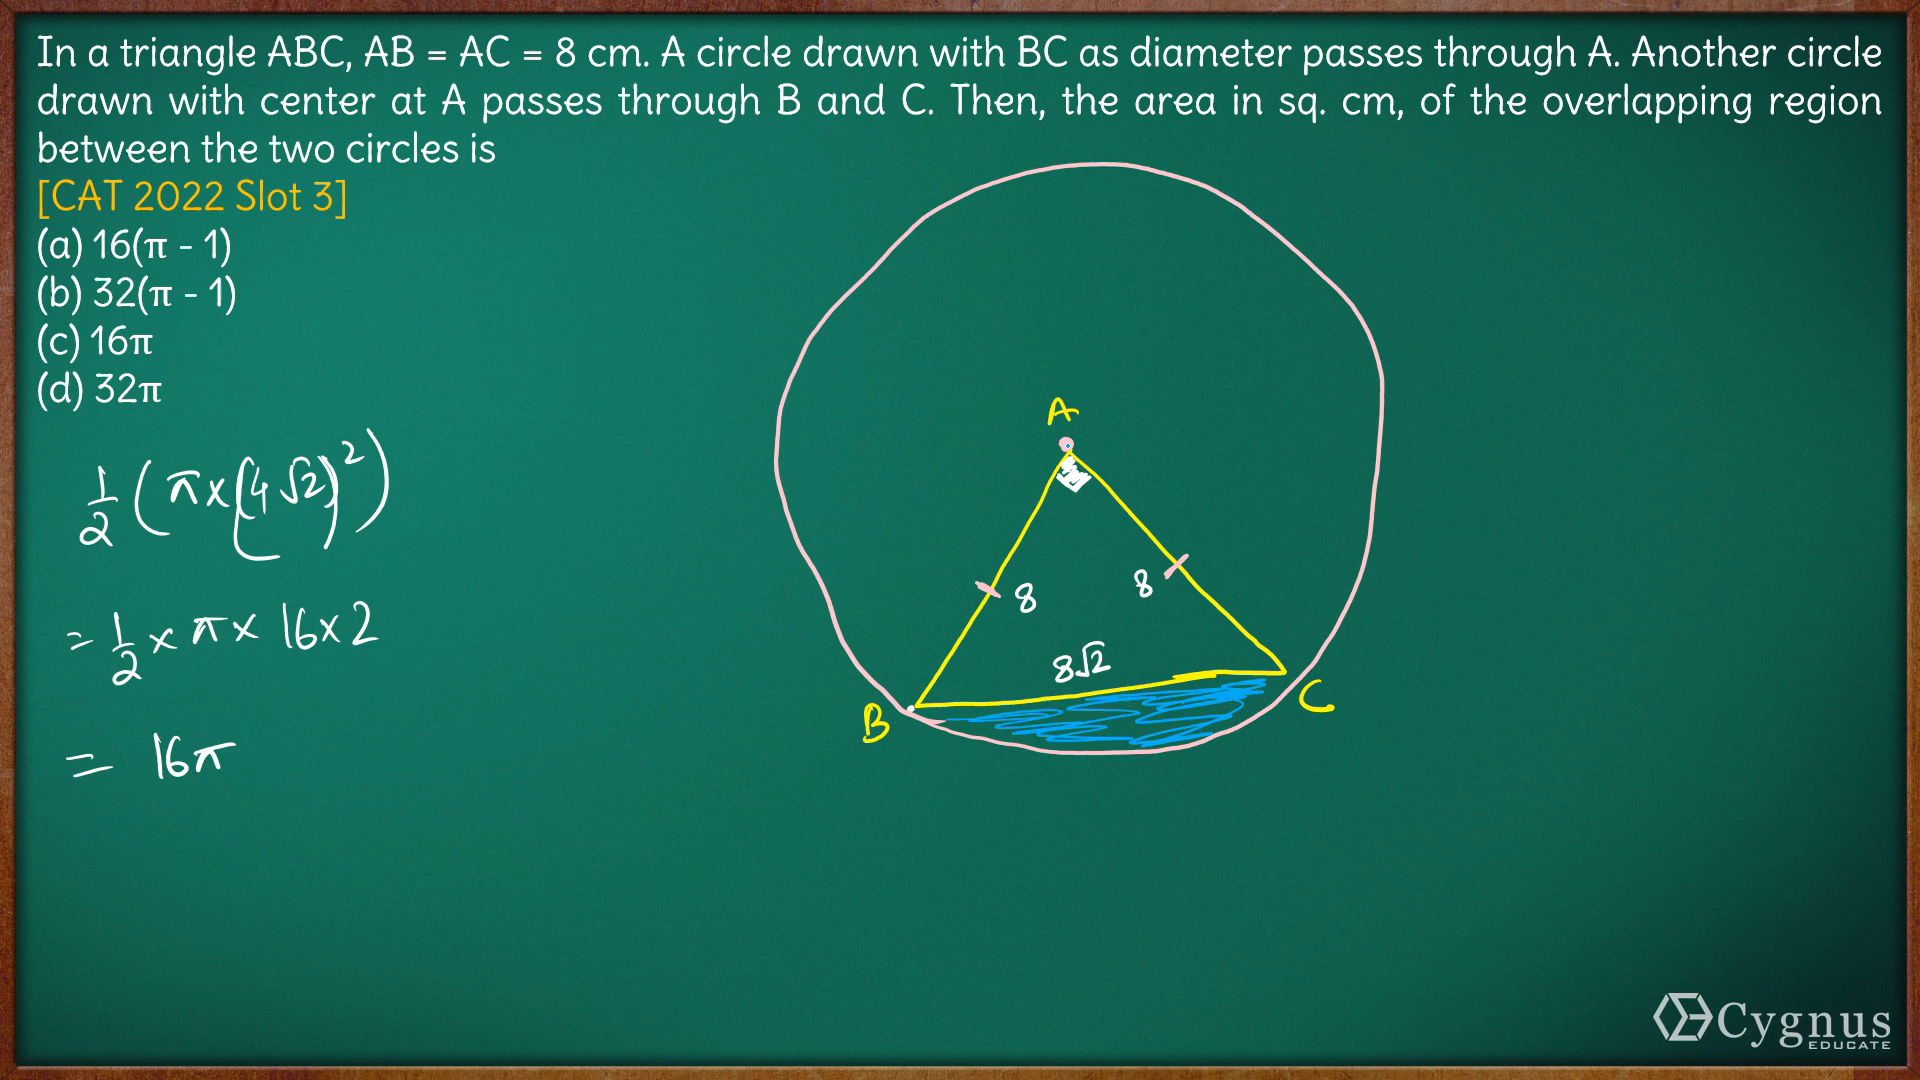 In a triangle ABC, AB = AC = 8 cm. A circle drawn with BC as diameter passes through A. Another circle
drawn with center at A passes through B and C. Then, the area in sq. cm, of the overlapping region
between the two circles is
[CAT 2022 Slot 3]
(a) 16(π - 1)
(b) 32(π - 1)
(c) 16π
(d) 32π
1/2 (π×(4√2)²)
= 1/2 × π × 16×2
= 16π
A
8
8
8√2
B
C
Cygnus
EDUCATE